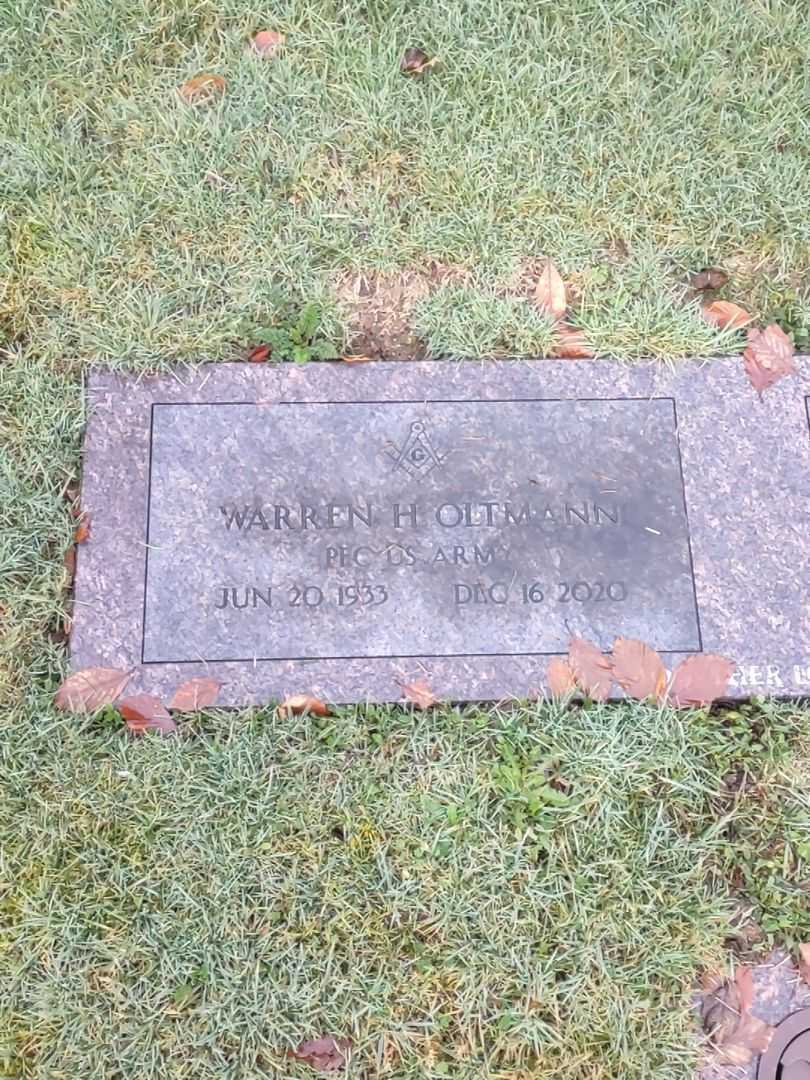 G
WARREN H OLTMANN
PFC US ARMY
JUN 20 1933 DEC 16 2020